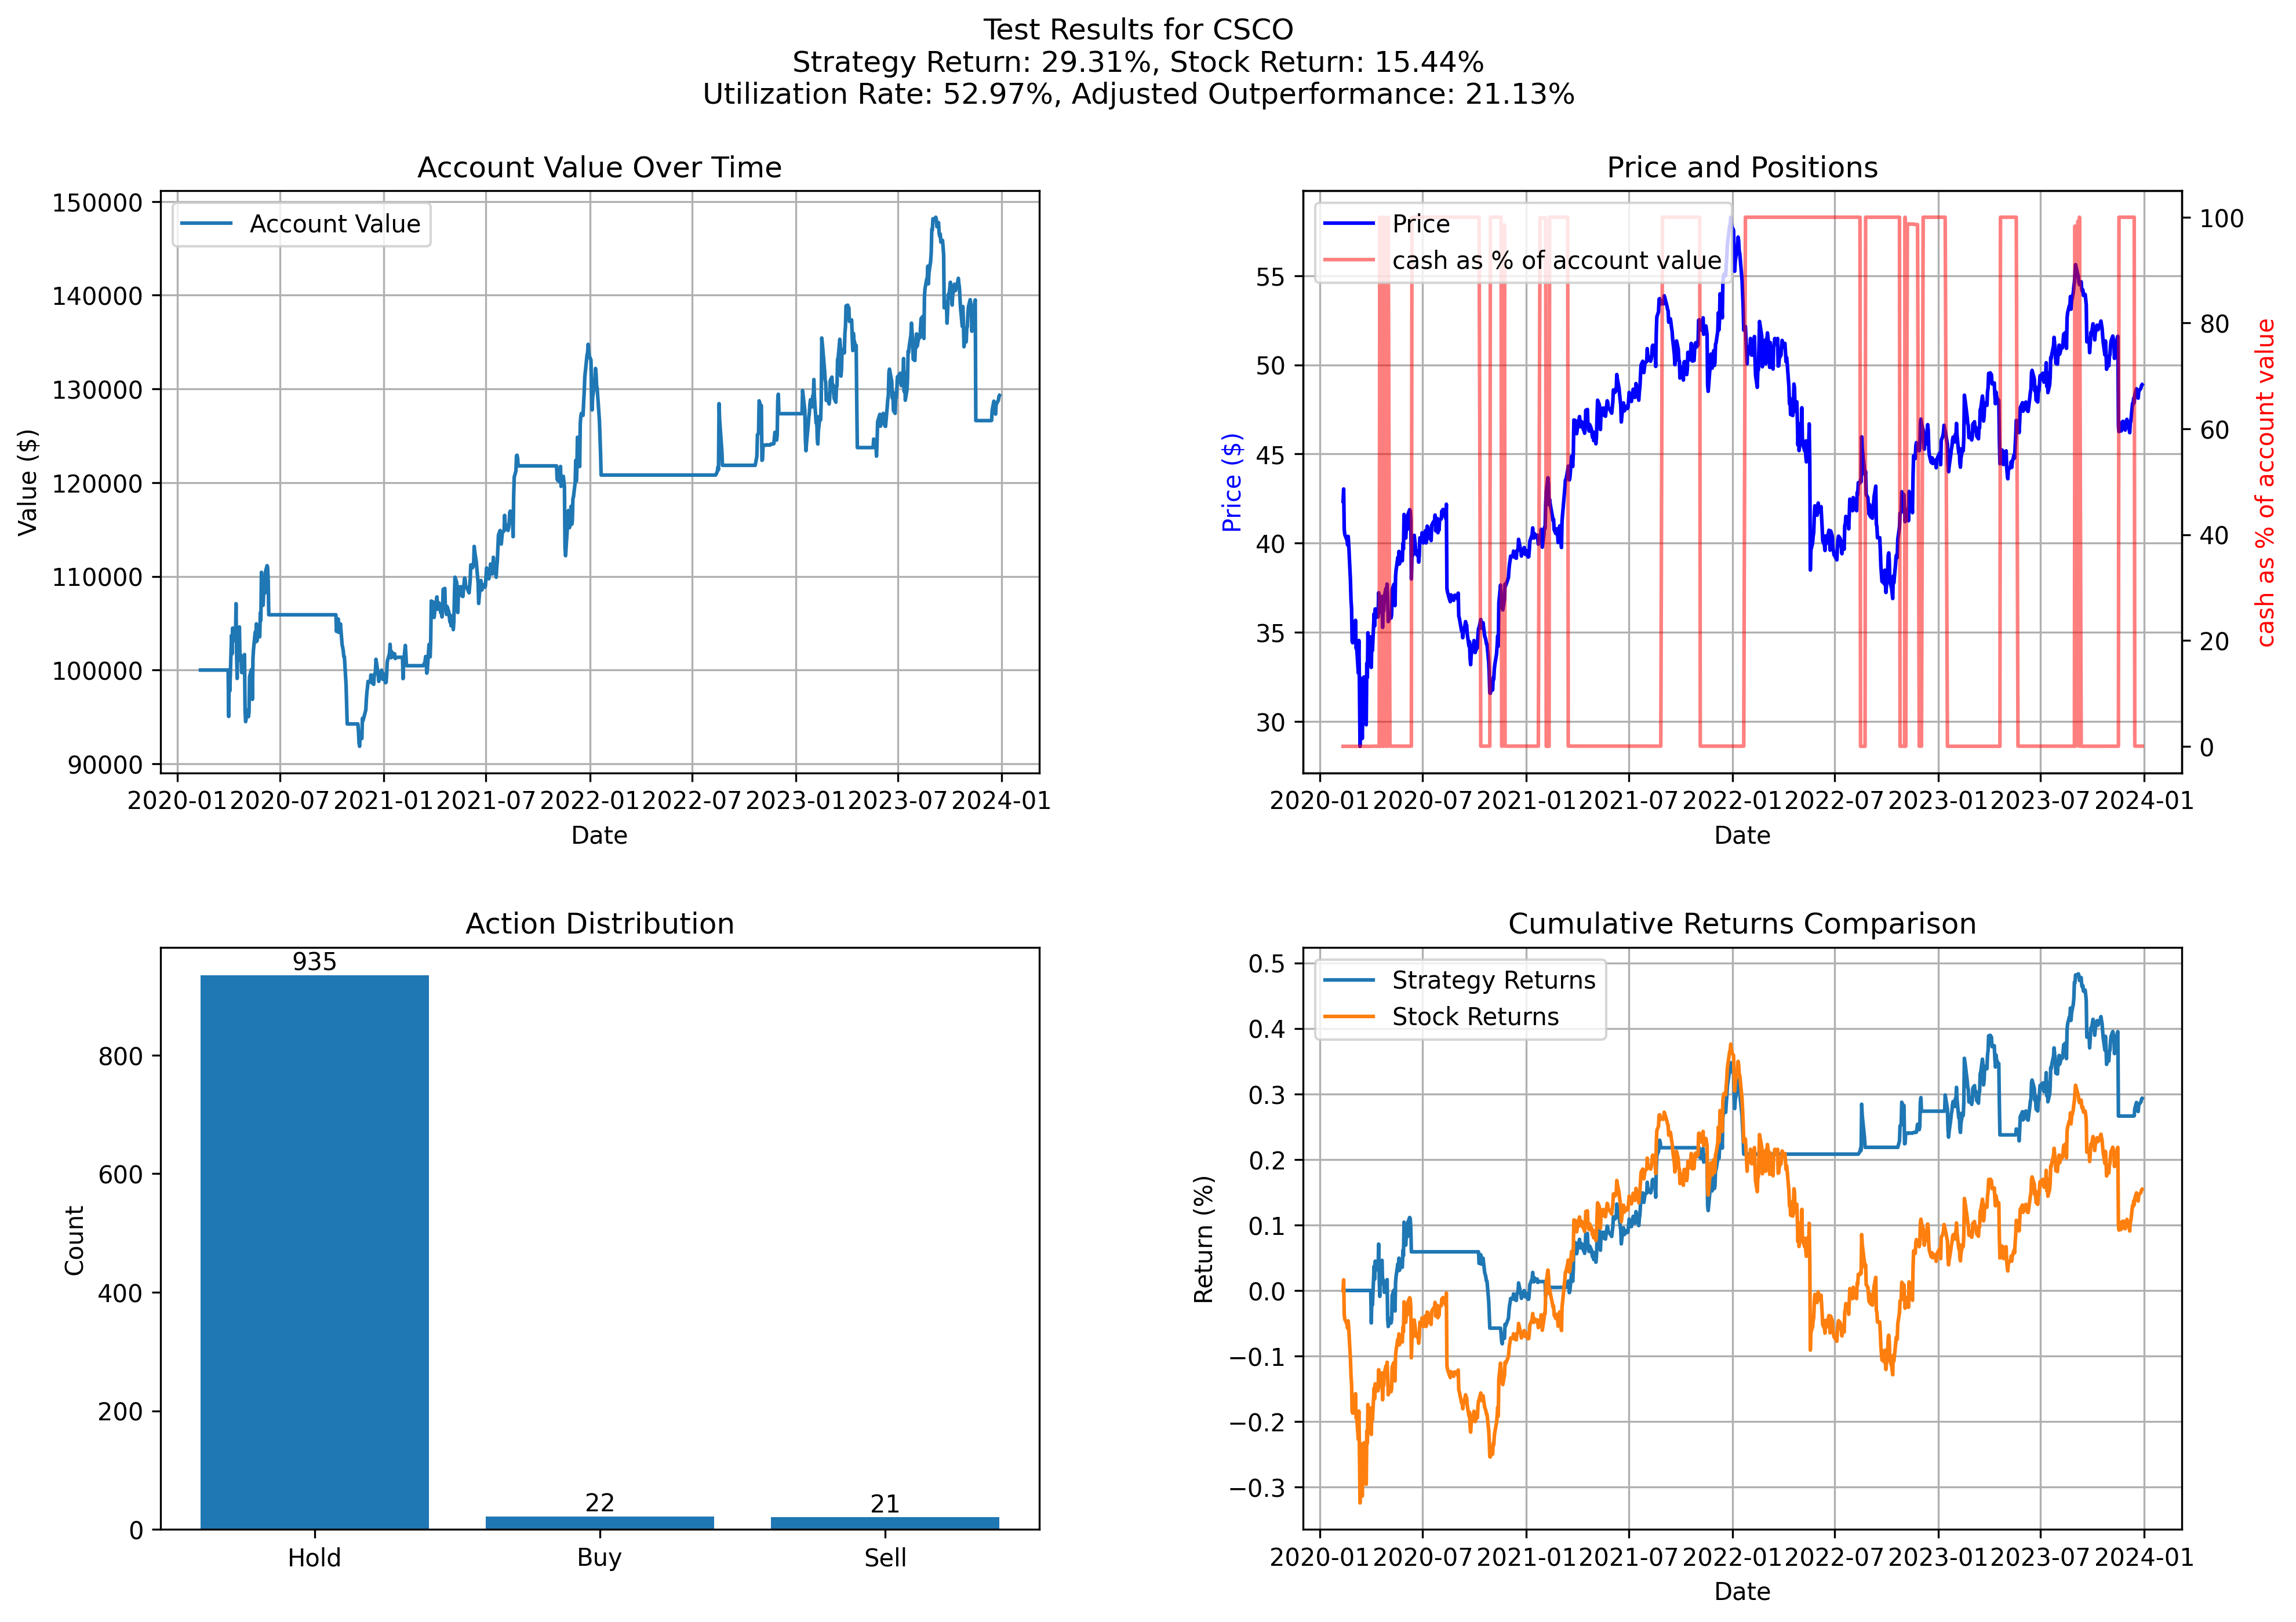 Test Results for CSCO
Strategy Return: 29.31%, Stock Return: 15.44%
Utilization Rate: 52.97%, Adjusted Outperformance: 21.13%
Account Value Over Time
Account Value
150000
140000
130000
120000
110000
100000
90000
Value ($)
2020-01 2020-07 2021-01 2021-07 2022-01 2022-07 2023-01 2023-07 2024-01
Date
Price and Positions
Price
cash as % of account value
55
50
45
40
35
30
Price ($)
100
80
60
40
20
0
cash as % of account value
2020-01 2020-07 2021-01 2021-07 2022-01 2022-07 2023-01 2023-07 2024-01
Date
Action Distribution
935
22
21
800
600
400
200
0
Count
Hold Buy Sell
Cumulative Returns Comparison
Strategy Returns
Stock Returns
0.5
0.4
0.3
0.2
0.1
0.0
−0.1
−0.2
−0.3
Return (%)
2020-01 2020-07 2021-01 2021-07 2022-01 2022-07 2023-01 2023-07 2024-01
Date